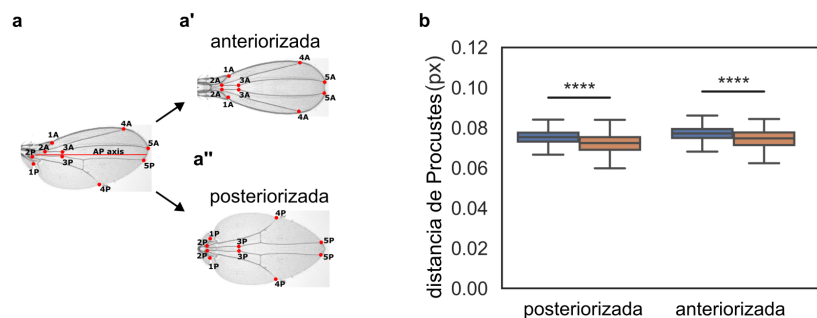 a
1A
2A
3A
4A
5A
2P
AP axis
3P
1P
4P
5P
a'
anteriorizada
1A
2A
3A
4A
5A
2A
3A
1A
4A
5A
a''
posteriorizada
1P
2P
3P
4P
5P
2P
3P
1P
4P
5P
b
distancia de Procustes(px)
0.12
0.10
0.08
0.06
0.04
0.02
0.00
****
****
posteriorizada
anteriorizada